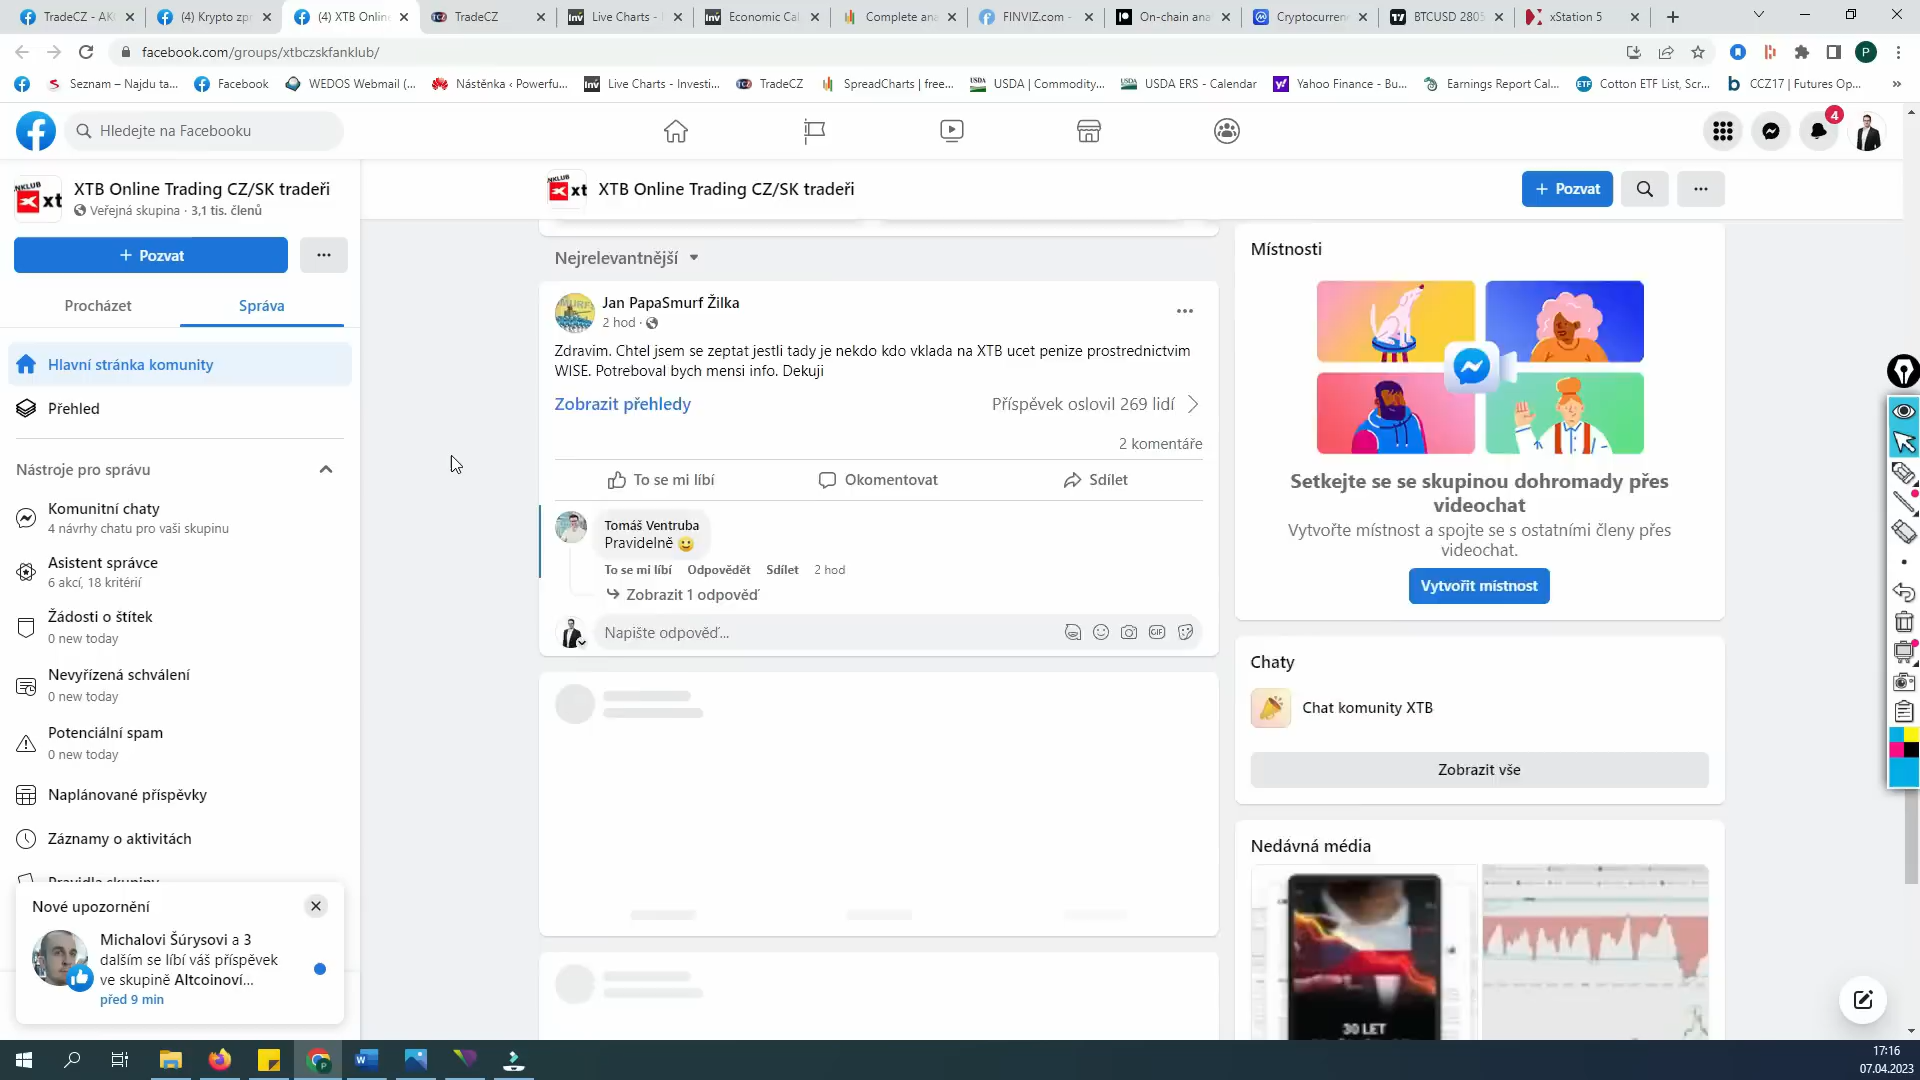 TradeCZ - AK
(4) Krypto zp
(4) XTB Onlin
TradeCZ
Live Charts -
Economic Cal
Complete ana
FINVIZ.com -
On-chain ana
Cryptocurren
BTCUSD 2805
xStation 5
facebook.com/groups/xtbczskfanklub/
P
Seznam – Najdu ta...
Facebook
WEDOS Webmail (...
Nástěnka ‹ Powerfu...
Live Charts - Investi...
TradeCZ
SpreadCharts | free...
USDA | Commodity...
USDA ERS - Calendar
Yahoo Finance - Bu...
Earnings Report Cal...
Cotton ETF List, Scr...
CCZ17 | Futures Op...
»
Hledejte na Facebooku
4
XTB Online Trading CZ/SK tradeři
Veřejná skupina · 3,1 tis. členů
+ Pozvat
Procházet
Správa
Hlavní stránka komunity
Přehled
Nástroje pro správu
Komunitní chaty
4 návrhy chatu pro vaši skupinu
Asistent správce
6 akcí, 18 kritérií
Žádosti o štítek
0 new today
Nevyřízená schválení
0 new today
Potenciální spam
0 new today
Naplánované příspěvky
Záznamy o aktivitách
Pravidla skupiny
Nové upozornění
Michalovi Šúrysovi a 3
dalším se líbí váš příspěvek
ve skupině Altcoinoví...
před 9 min
XTB Online Trading CZ/SK tradeři
+ Pozvat
Nejrelevantnější
Jan PapaSmurf Žilka
2 hod ·
Zdravim. Chtel jsem se zeptat jestli tady je nekdo kdo vklada na XTB ucet penize prostrednictvim
WISE. Potreboval bych mensi info. Dekuji
Zobrazit přehledy
Příspěvek oslovil 269 lidí
2 komentáře
To se mi líbí
Okomentovat
Sdílet
Tomáš Ventruba
Pravidelně 🙂
To se mi líbí Odpovědět Sdílet 2 hod
Zobrazit 1 odpověď
Napište odpověď...
GIF
Místnosti
Setkejte se se skupinou dohromady přes
videochat
Vytvořte místnost a spojte se s ostatními členy přes
videochat.
Vytvořit místnost
Chaty
Chat komunity XTB
Zobrazit vše
Nedávná média
30 LET
17:16
07.04.2023